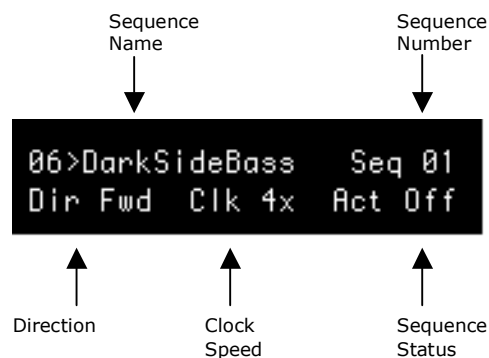 Sequence Name
Sequence Number
06>DarkSideBass Seq 01
Dir Fwd Clk 4x Act Off
Direction
Clock Speed
Sequence Status